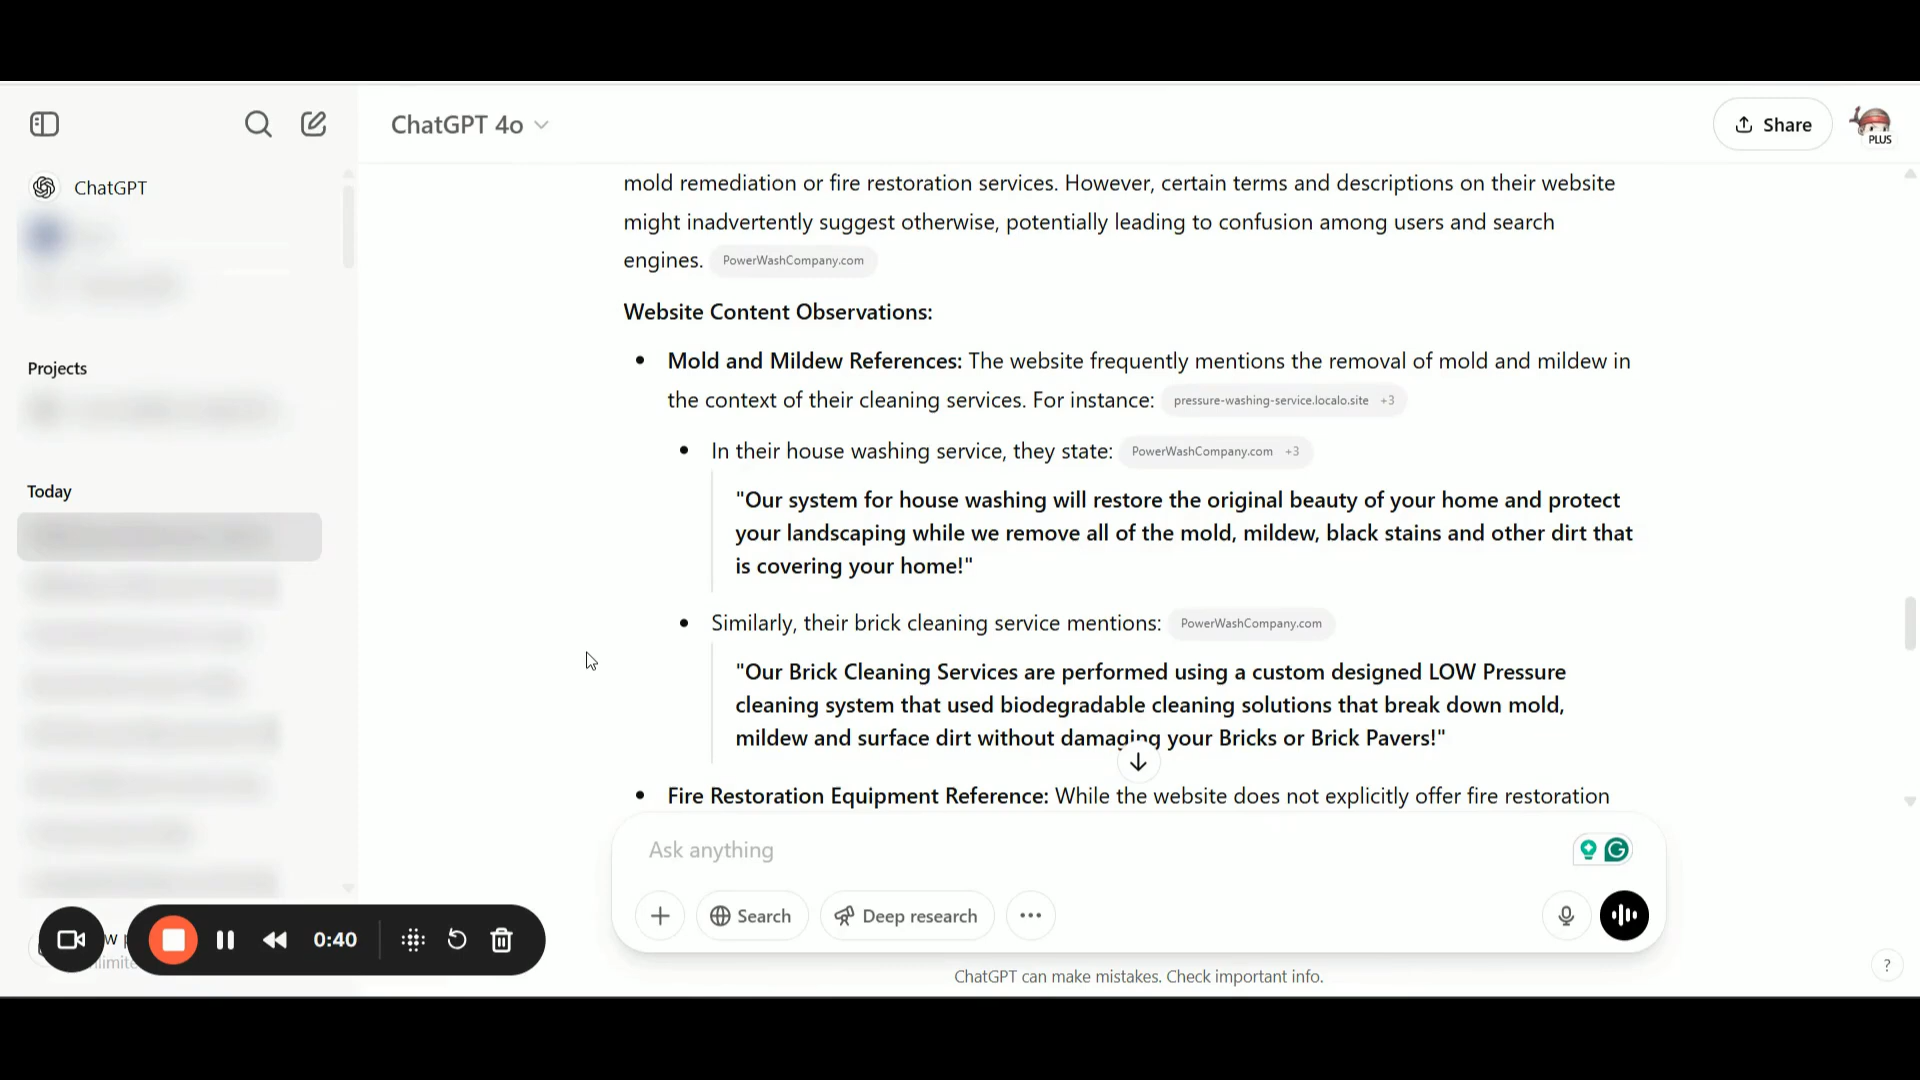 ChatGPT 4o
Share
PLUS
ChatGPT
Projects
Today
mold remediation or fire restoration services. However, certain terms and descriptions on their website
might inadvertently suggest otherwise, potentially leading to confusion among users and search
engines. PowerWashCompany.com
Website Content Observations:
• Mold and Mildew References: The website frequently mentions the removal of mold and mildew in
the context of their cleaning services. For instance: pressure-washing-service.localo.site +3
• In their house washing service, they state: PowerWashCompany.com +3
"Our system for house washing will restore the original beauty of your home and protect
your landscaping while we remove all of the mold, mildew, black stains and other dirt that
is covering your home!"
• Similarly, their brick cleaning service mentions: PowerWashCompany.com
"Our Brick Cleaning Services are performed using a custom designed LOW Pressure
cleaning system that used biodegradable cleaning solutions that break down mold,
mildew and surface dirt without damaging your Bricks or Brick Pavers!"
• Fire Restoration Equipment Reference: While the website does not explicitly offer fire restoration
Ask anything
Search
Deep research
0:40
ChatGPT can make mistakes. Check important info.
?